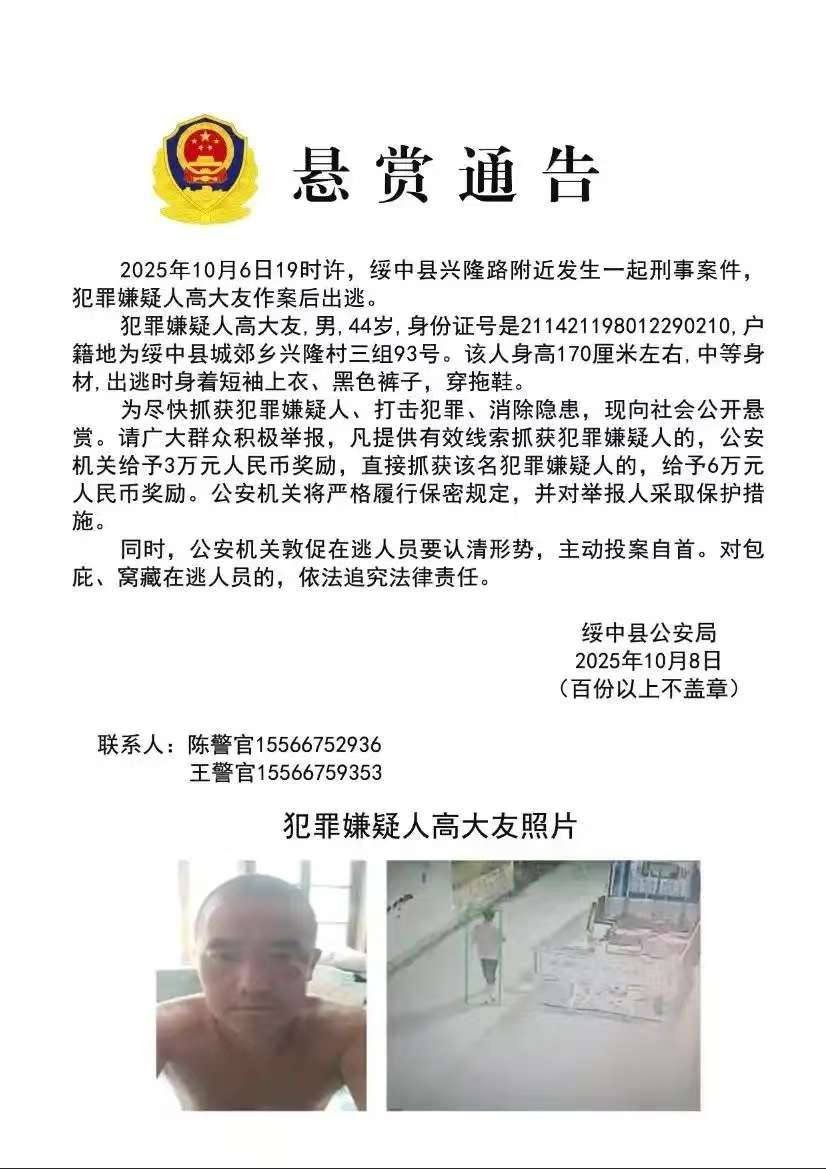 悬赏通告
2025年10月6日19时许，绥中县兴隆路附近发生一起刑事案件，
犯罪嫌疑人高大友作案后出逃。
犯罪嫌疑人高大友,男,44岁,身份证号是211421198012290210,户
籍地为绥中县城郊乡兴隆村三组93号。该人身高170厘米左右,中等身
材,出逃时身着短袖上衣、黑色裤子，穿拖鞋。
为尽快抓获犯罪嫌疑人、打击犯罪、消除隐患，现向社会公开悬
赏。请广大群众积极举报，凡提供有效线索抓获犯罪嫌疑人的，公安
机关给予3万元人民币奖励，直接抓获该名犯罪嫌疑人的，给予6万元
人民币奖励。公安机关将严格履行保密规定，并对举报人采取保护措
施。
同时，公安机关敦促在逃人员要认清形势，主动投案自首。对包
庇、窝藏在逃人员的，依法追究法律责任。
绥中县公安局
2025年10月8日
（百份以上不盖章）
联系人：陈警官15566752936
王警官15566759353
犯罪嫌疑人高大友照片